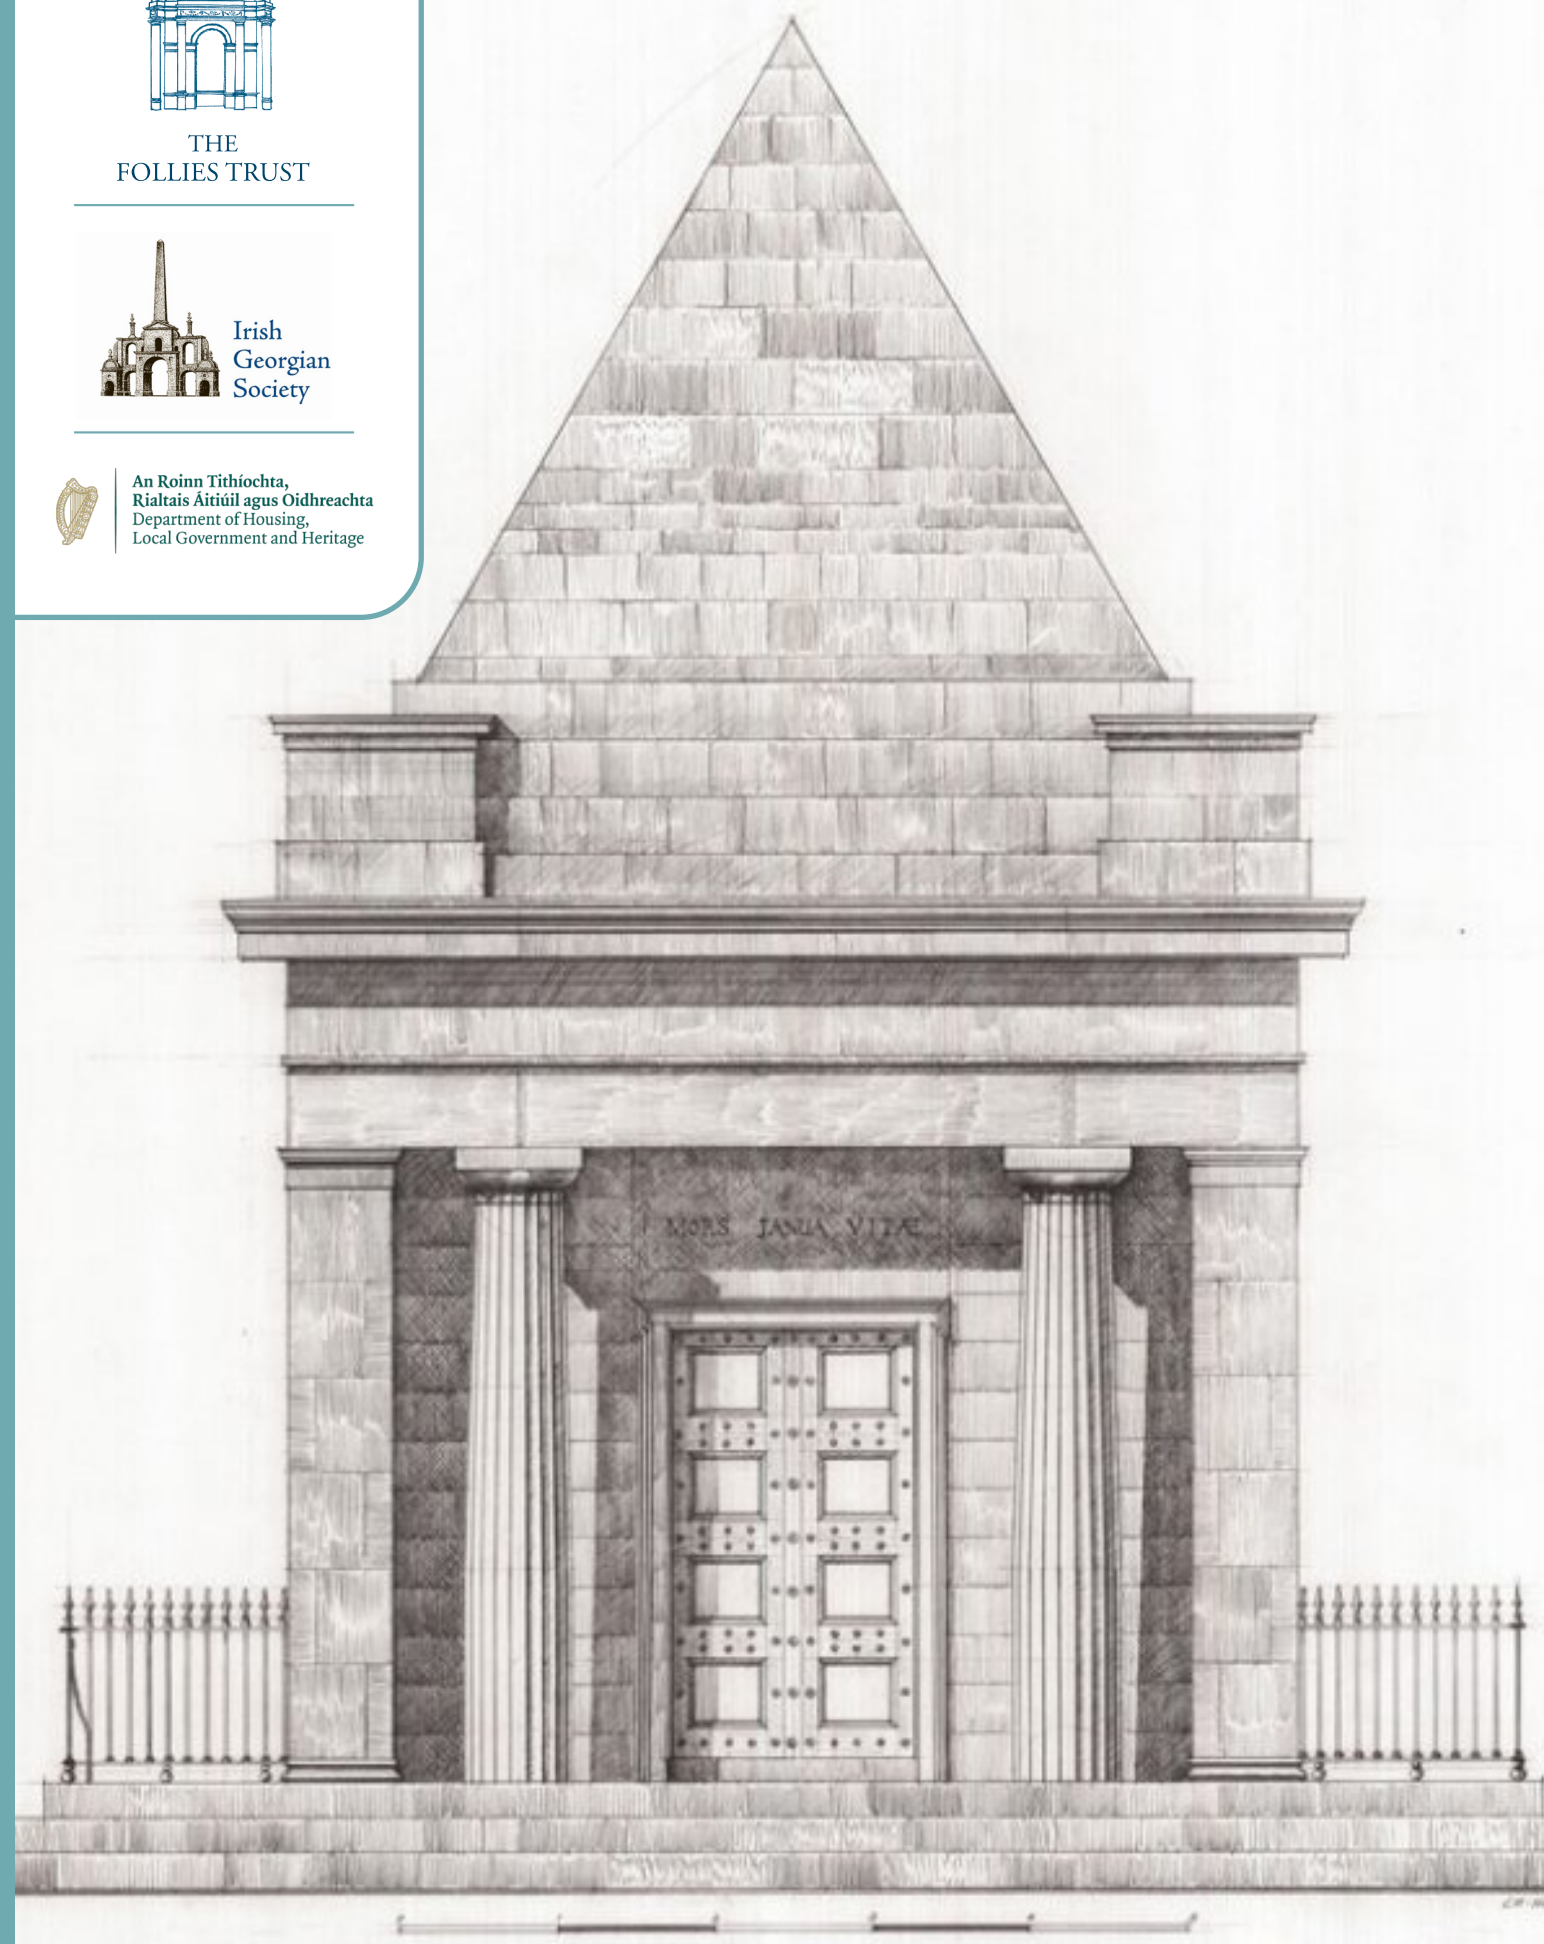 THE
FOLLIES TRUST
Irish
Georgian
Society
An Roinn Tithíochta,
Rialtais Áitiúil agus Oidhreachta
Department of Housing,
Local Government and Heritage
MORS JANUA VITÆ